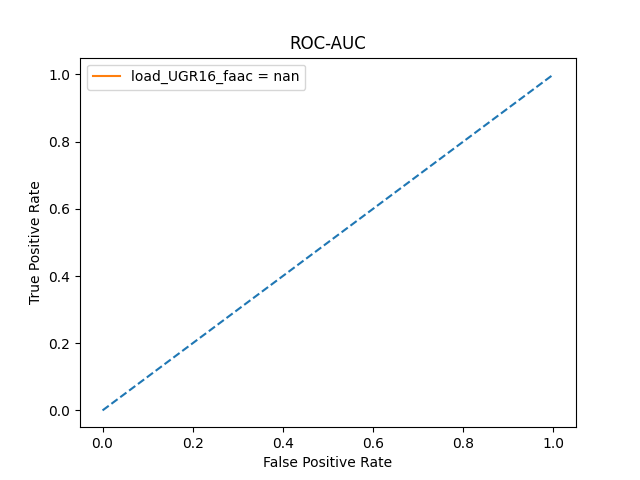 ROC-AUC
load_UGR16_faac = nan
True Positive Rate
1.0
0.8
0.6
0.4
0.2
0.0
0.0 0.2 0.4 0.6 0.8 1.0
False Positive Rate